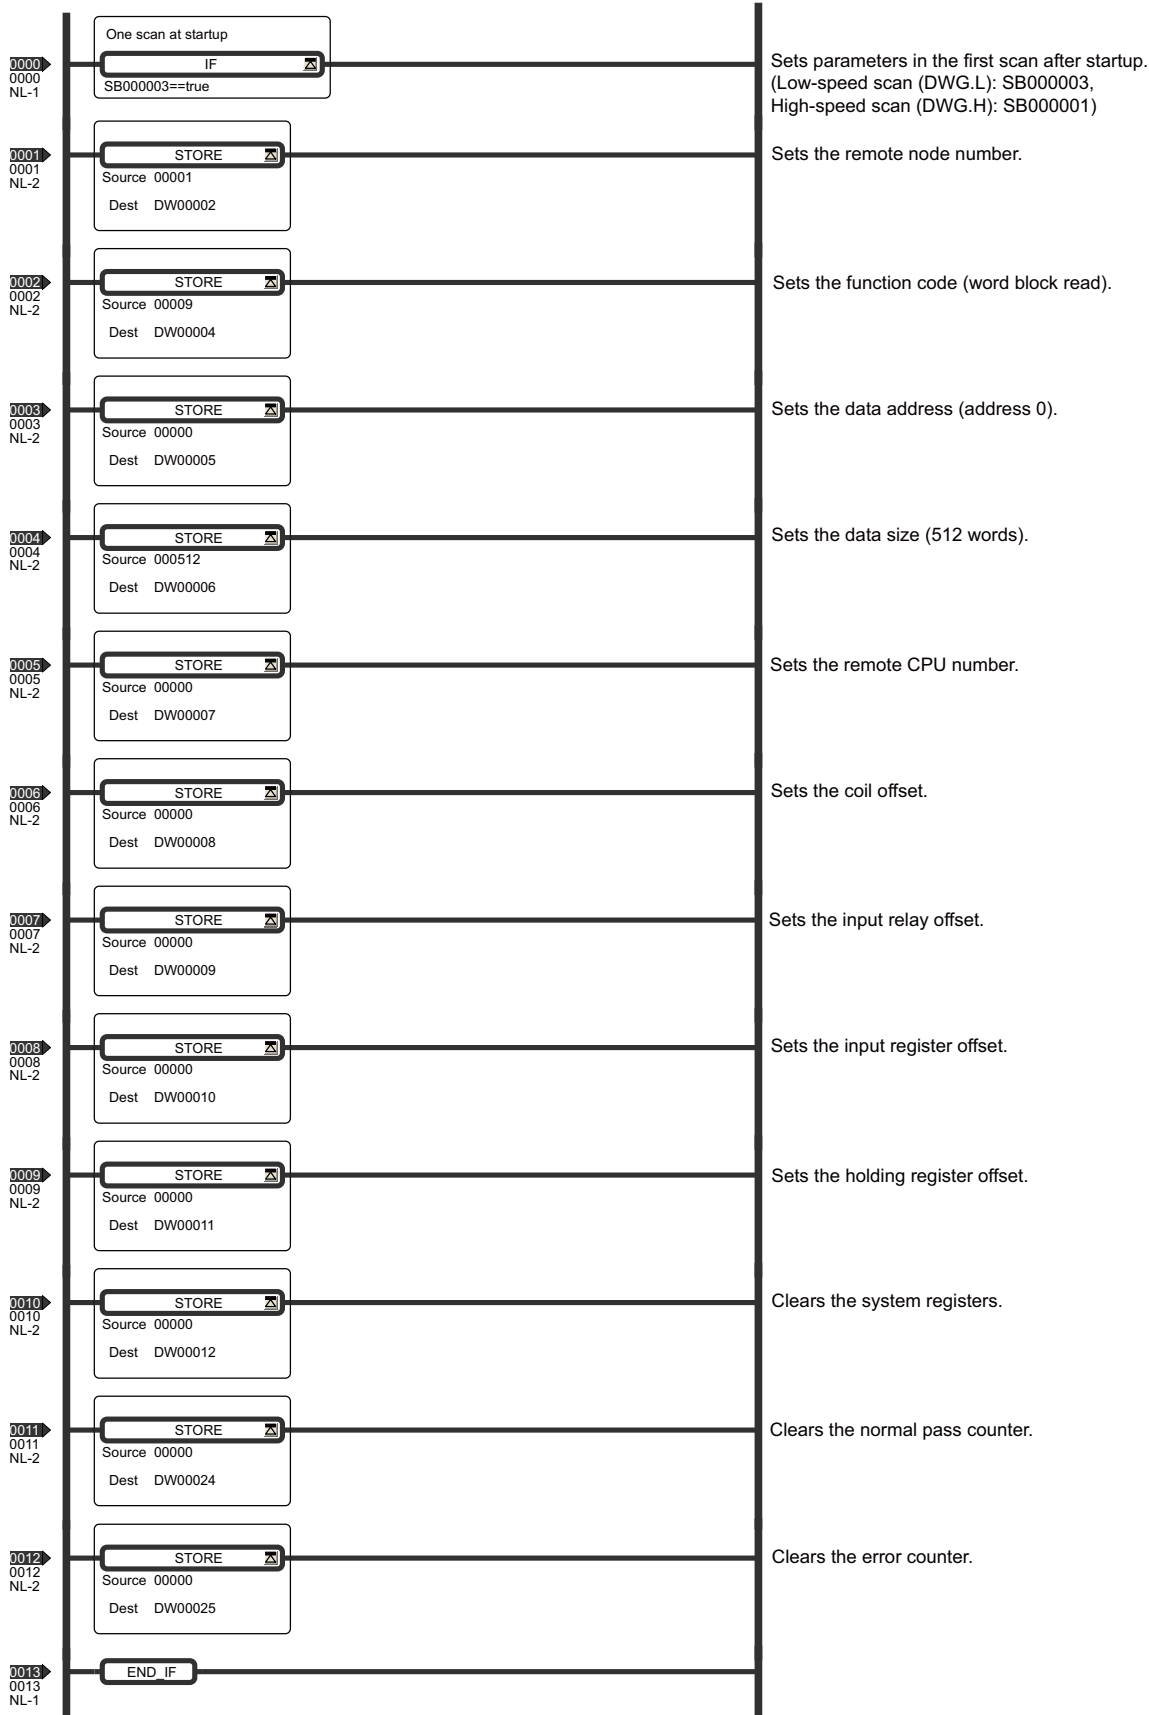 One scan at startup
0000
0000
NL-1
IF
SB000003==true
Sets parameters in the first scan after startup.
(Low-speed scan (DWG.L): SB000003,
High-speed scan (DWG.H): SB000001)
0001
0001
NL-2
STORE
Source 00001
Dest DW00002
Sets the remote node number.
0002
0002
NL-2
STORE
Source 00009
Dest DW00004
Sets the function code (word block read).
0003
0003
NL-2
STORE
Source 00000
Dest DW00005
Sets the data address (address 0).
0004
0004
NL-2
STORE
Source 000512
Dest DW00006
Sets the data size (512 words).
0005
0005
NL-2
STORE
Source 00000
Dest DW00007
Sets the remote CPU number.
0006
0006
NL-2
STORE
Source 00000
Dest DW00008
Sets the coil offset.
0007
0007
NL-2
STORE
Source 00000
Dest DW00009
Sets the input relay offset.
0008
0008
NL-2
STORE
Source 00000
Dest DW00010
Sets the input register offset.
0009
0009
NL-2
STORE
Source 00000
Dest DW00011
Sets the holding register offset.
0010
0010
NL-2
STORE
Source 00000
Dest DW00012
Clears the system registers.
0011
0011
NL-2
STORE
Source 00000
Dest DW00024
Clears the normal pass counter.
0012
0012
NL-2
STORE
Source 00000
Dest DW00025
Clears the error counter.
0013
0013
NL-1
END_IF